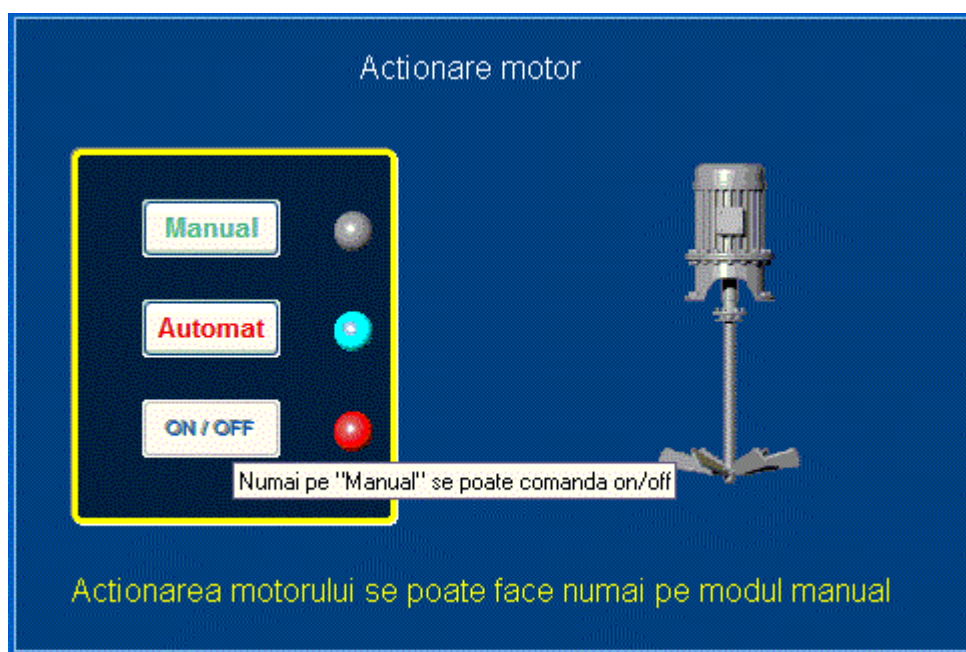 Actionare motor
Manual
Automat
ON / OFF
Numai pe "Manual" se poate comanda on/off
Actionarea motorului se poate face numai pe modul manual